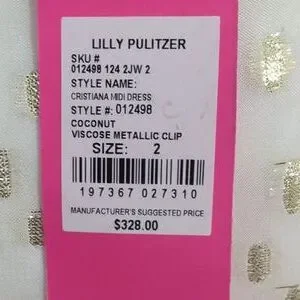 LILLY PULITZER
SKU #
012498 124 2JW 2
STYLE NAME:
CRISTIANA MIDI DRESS
STYLE #: 012498
COCONUT
VISCOSE METALLIC CLIP
SIZE: 2
197367 027310
MANUFACTURER'S SUGGESTED PRICE
$328.00